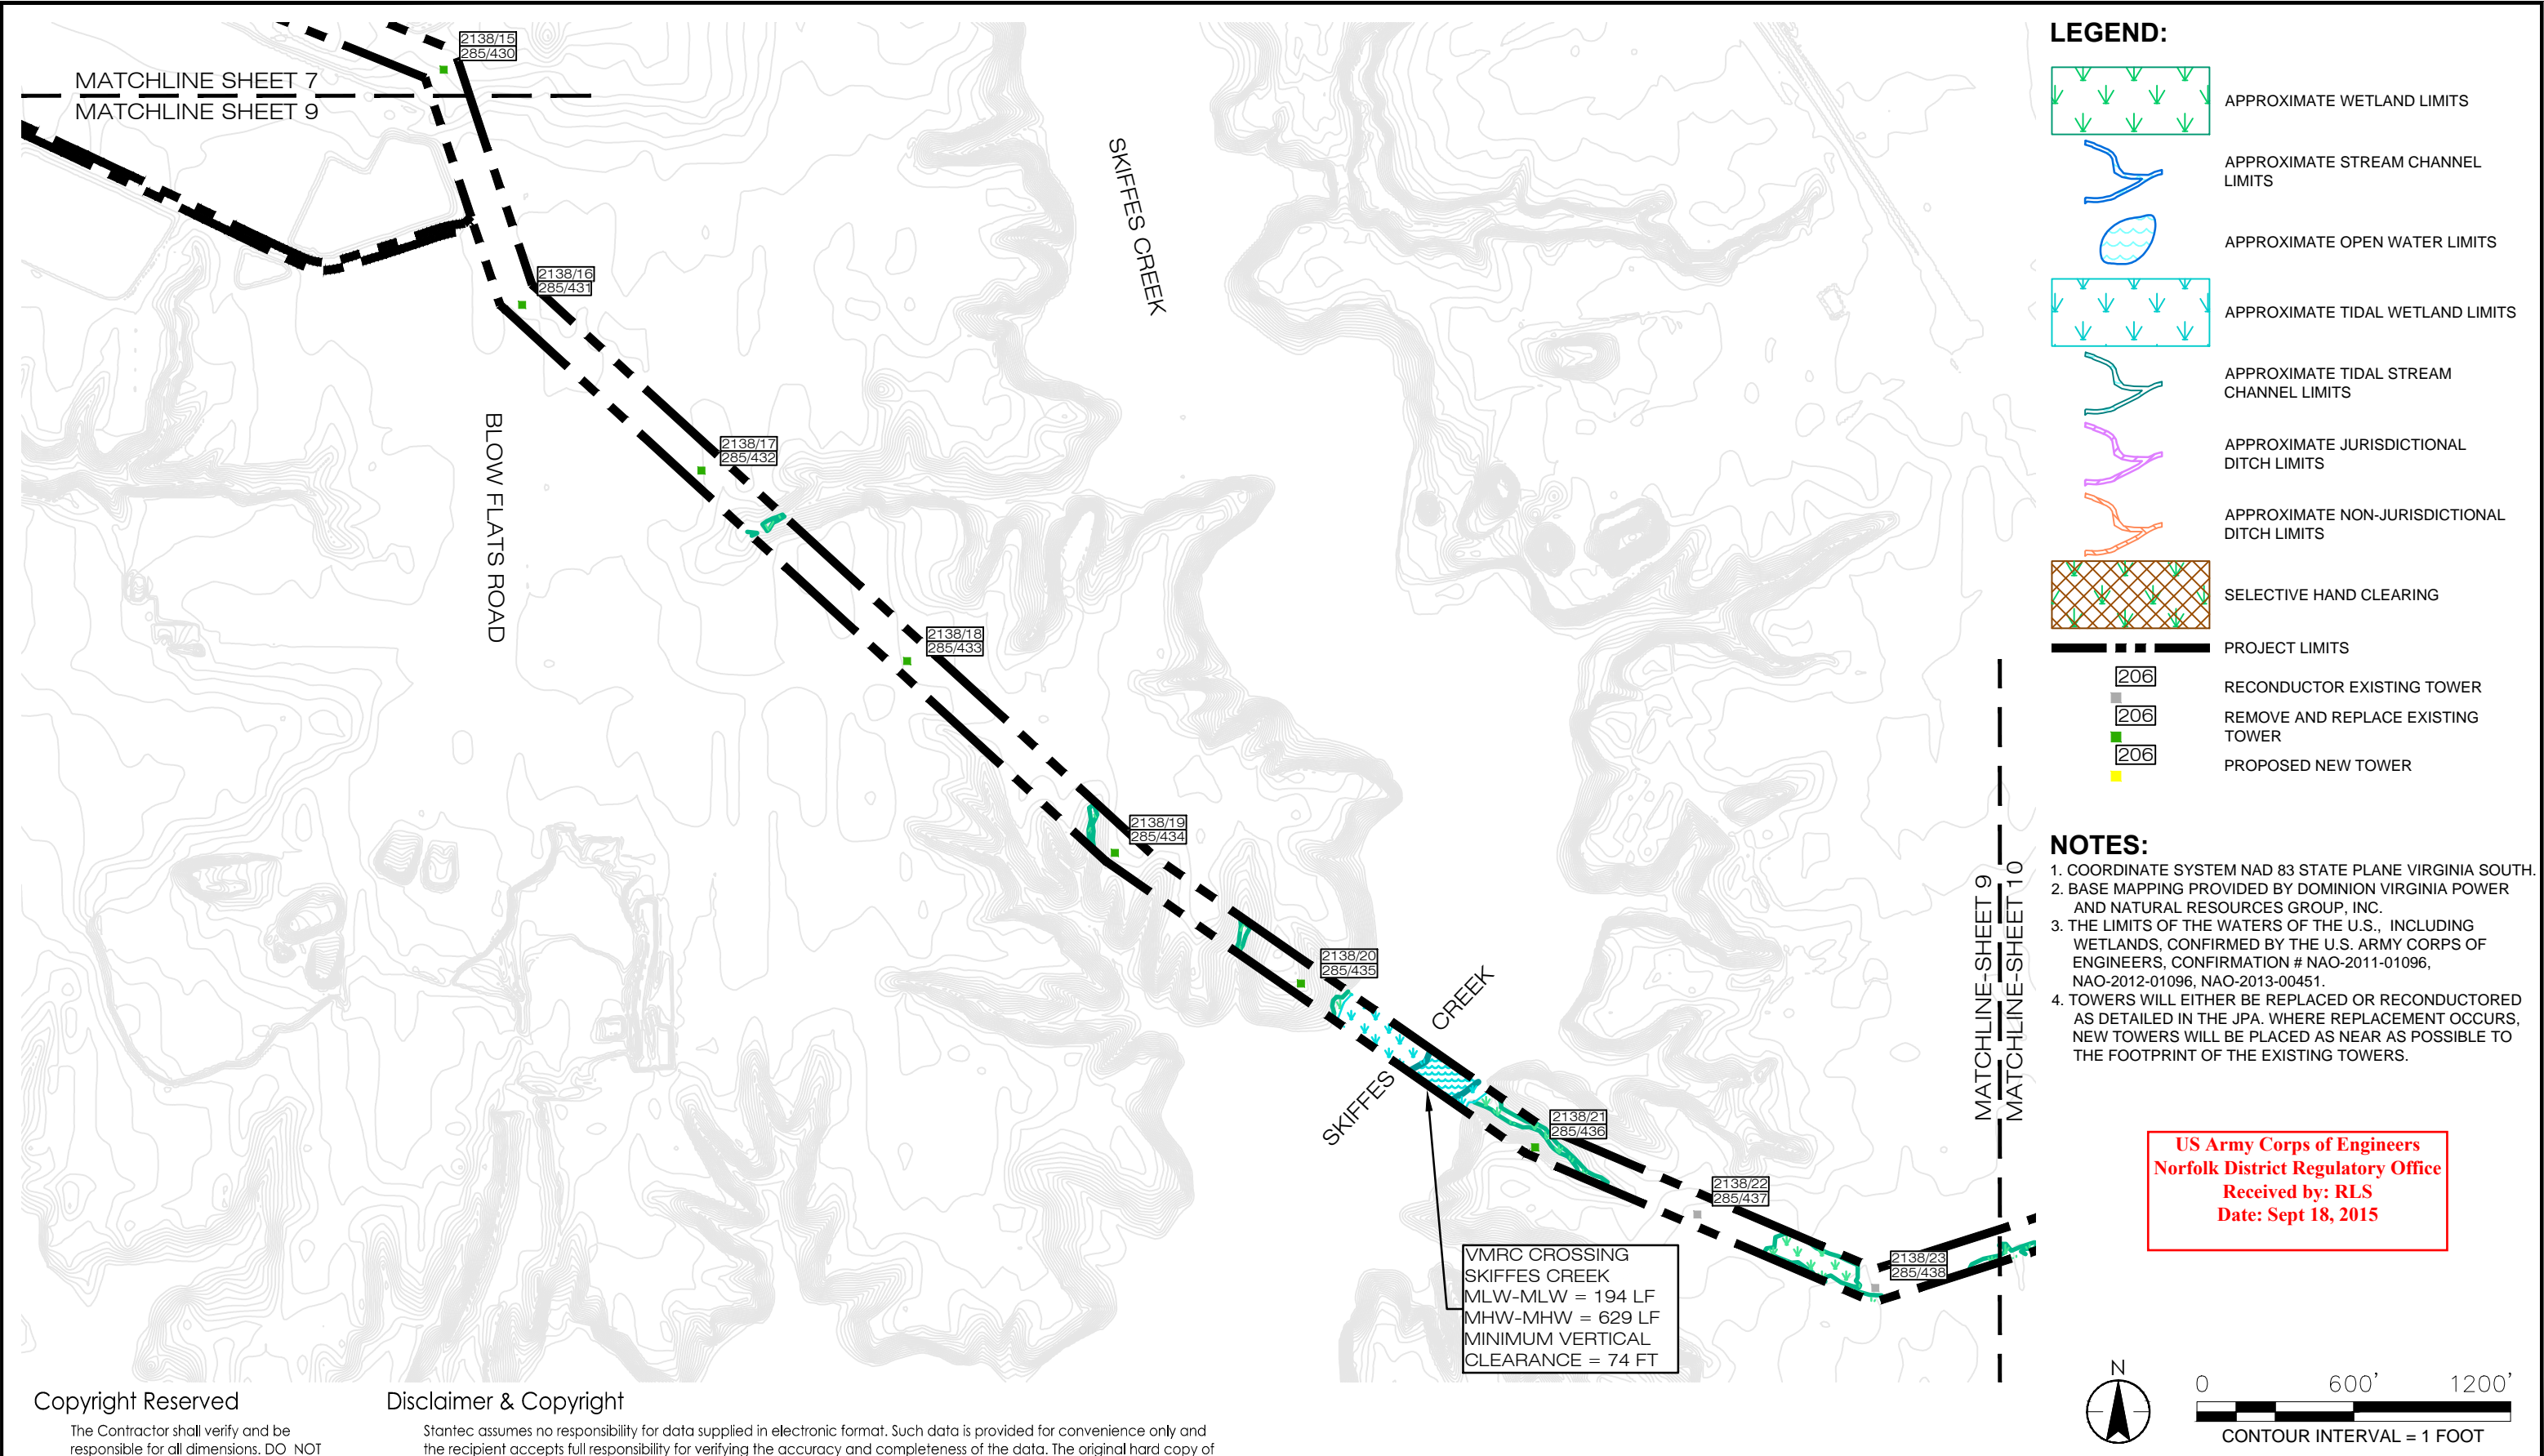 2138/15
285/430
MATCHLINE SHEET 7
MATCHLINE SHEET 9
SKIFFES CREEK
2138/16
285/431
BLOW FLATS ROAD
2138/17
285/432
2138/18
285/433
2138/19
285/434
2138/20
285/435
SKIFFES
CREEK
2138/21
285/436
2138/22
285/437
2138/23
285/438
VMRC CROSSING
SKIFFES CREEK
MLW-MLW = 194 LF
MHW-MHW = 629 LF
MINIMUM VERTICAL
CLEARANCE = 74 FT
MATCHLINE-SHEET 9
MATCHLINE-SHEET 10
LEGEND:
APPROXIMATE WETLAND LIMITS
APPROXIMATE STREAM CHANNEL
LIMITS
APPROXIMATE OPEN WATER LIMITS
APPROXIMATE TIDAL WETLAND LIMITS
APPROXIMATE TIDAL STREAM
CHANNEL LIMITS
APPROXIMATE JURISDICTIONAL
DITCH LIMITS
APPROXIMATE NON-JURISDICTIONAL
DITCH LIMITS
SELECTIVE HAND CLEARING
PROJECT LIMITS
206
RECONDUCTOR EXISTING TOWER
206
REMOVE AND REPLACE EXISTING
TOWER
206
PROPOSED NEW TOWER
NOTES:
1. COORDINATE SYSTEM NAD 83 STATE PLANE VIRGINIA SOUTH.
2. BASE MAPPING PROVIDED BY DOMINION VIRGINIA POWER
AND NATURAL RESOURCES GROUP, INC.
3. THE LIMITS OF THE WATERS OF THE U.S., INCLUDING
WETLANDS, CONFIRMED BY THE U.S. ARMY CORPS OF
ENGINEERS, CONFIRMATION # NAO-2011-01096,
NAO-2012-01096, NAO-2013-00451.
4. TOWERS WILL EITHER BE REPLACED OR RECONDUCTORED
AS DETAILED IN THE JPA. WHERE REPLACEMENT OCCURS,
NEW TOWERS WILL BE PLACED AS NEAR AS POSSIBLE TO
THE FOOTPRINT OF THE EXISTING TOWERS.
US Army Corps of Engineers
Norfolk District Regulatory Office
Received by: RLS
Date: Sept 18, 2015
N
0 600' 1200'
CONTOUR INTERVAL = 1 FOOT
Copyright Reserved
The Contractor shall verify and be
responsible for all dimensions. DO NOT
Disclaimer & Copyright
Stantec assumes no responsibility for data supplied in electronic format. Such data is provided for convenience only and
the recipient accepts full responsibility for verifying the accuracy and completeness of the data. The original hard copy of